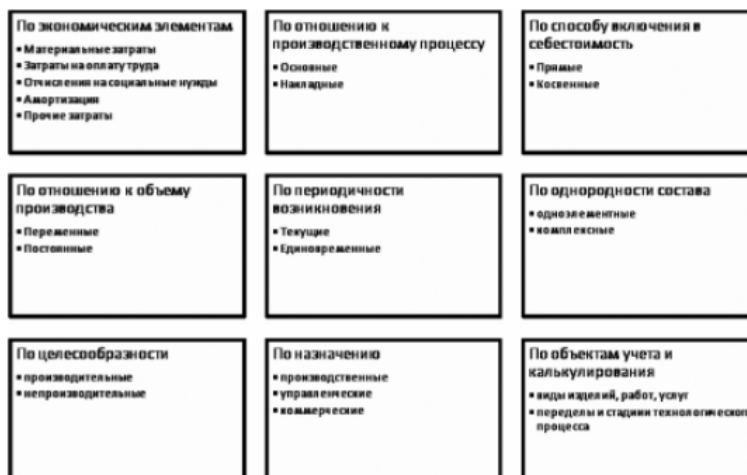 По экономическим элементам
▪ Материальные затраты
▪ Затраты на оплату труда
▪ Отчисления на социальные нужды
▪ Амортизация
▪ Прочие затраты
По отношению к
производственному процессу
▪ Основные
▪ Накладные
По способу включения в
себестоимость
▪ Прямые
▪ Косвенные
По отношению к объему
производства
▪ Переменные
▪ Постоянные
По периодичности
возникновения
▪ Текущие
▪ Единовременные
По однородности состава
▪ одноэлементные
▪ комплексные
По целесообразности
▪ производительные
▪ непроизводительные
По назначению
▪ производственные
▪ управленческие
▪ коммерческие
По объектам учета и
калькулирования
▪ виды изделий, работ, услуг
▪ переделы и стадии технологического
процесса